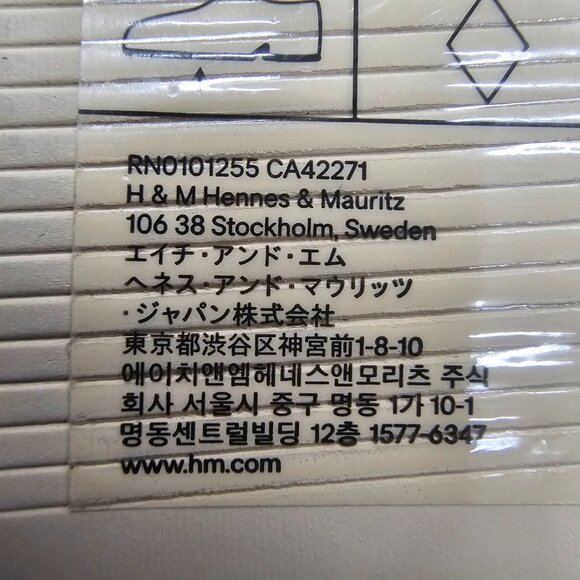 RN0101255 CA42271
H & M Hennes & Mauritz
106 38 Stockholm, Sweden
エイチ・アンド・エム
ヘネス・アンド・マウリッツ
・ジャパン株式会社
東京都渋谷区神宮前1-8-10
에이치앤엠헤네스앤모리츠 주식
회사 서울시 중구 명동 1가 10-1
명동센트럴빌딩 12층 1577-6347
www.hm.com